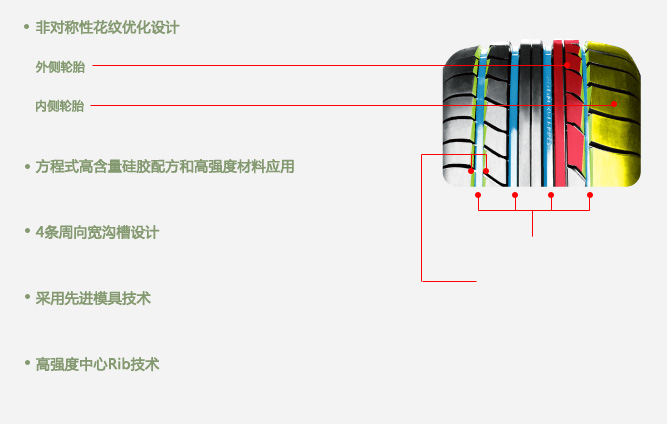 • 非对称性花纹优化设计
外侧轮胎
内侧轮胎
• 方程式高含量硅胶配方和高强度材料应用
• 4条周向宽沟槽设计
• 采用先进模具技术
• 高强度中心Rib技术